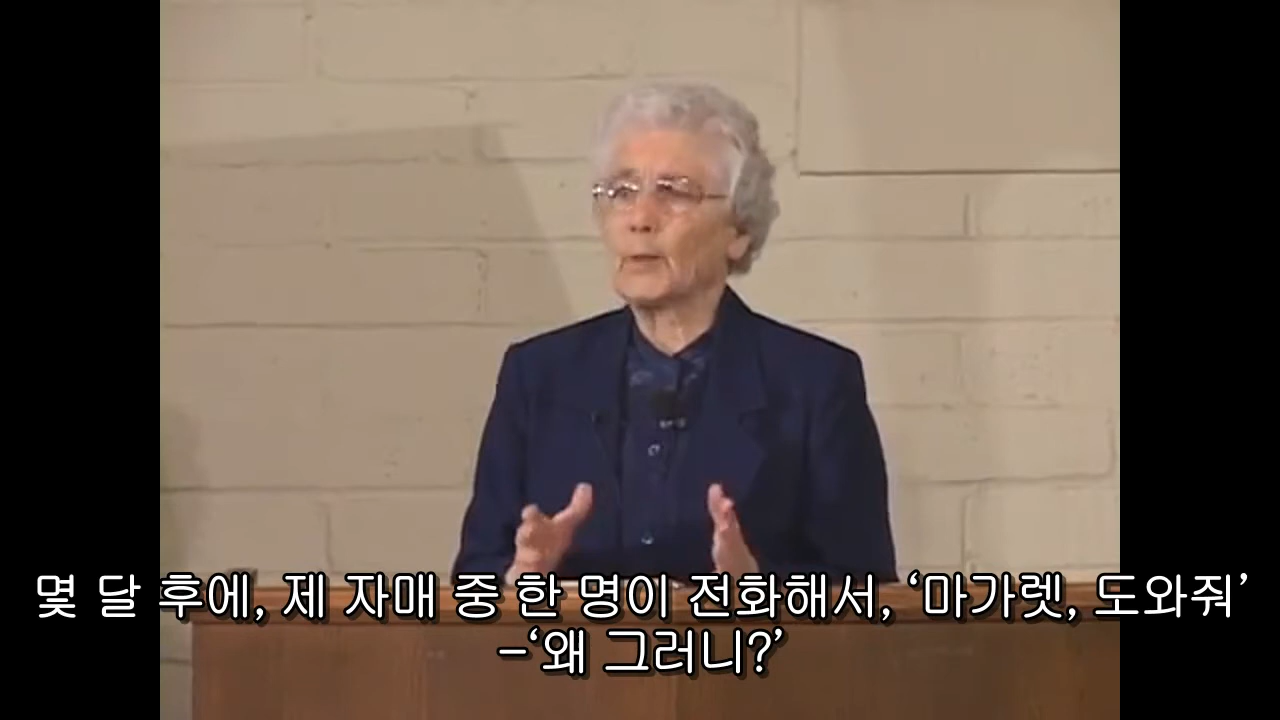 몇 달 후에, 제 자매 중 한 명이 전화해서, ‘마가렛, 도와줘’
-‘왜 그러니?’